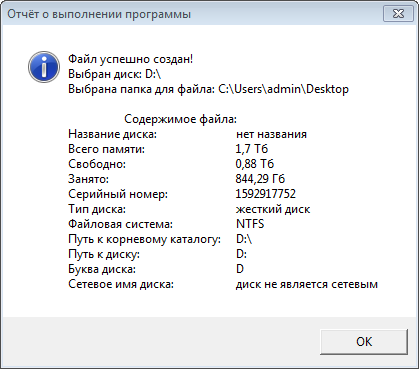 Отчёт о выполнении программы
Файл успешно создан!
Выбран диск: D:\
Выбрана папка для файла: C:\Users\admin\Desktop
Содержимое файла:
Название диска: нет названия
Всего памяти: 1,7 Тб
Свободно: 0,88 Тб
Занято: 844,29 Гб
Серийный номер: 1592917752
Тип диска: жесткий диск
Файловая система: NTFS
Путь к корневому каталогу: D:\
Путь к диску: D:
Буква диска: D
Сетевое имя диска: диск не является сетевым
OK